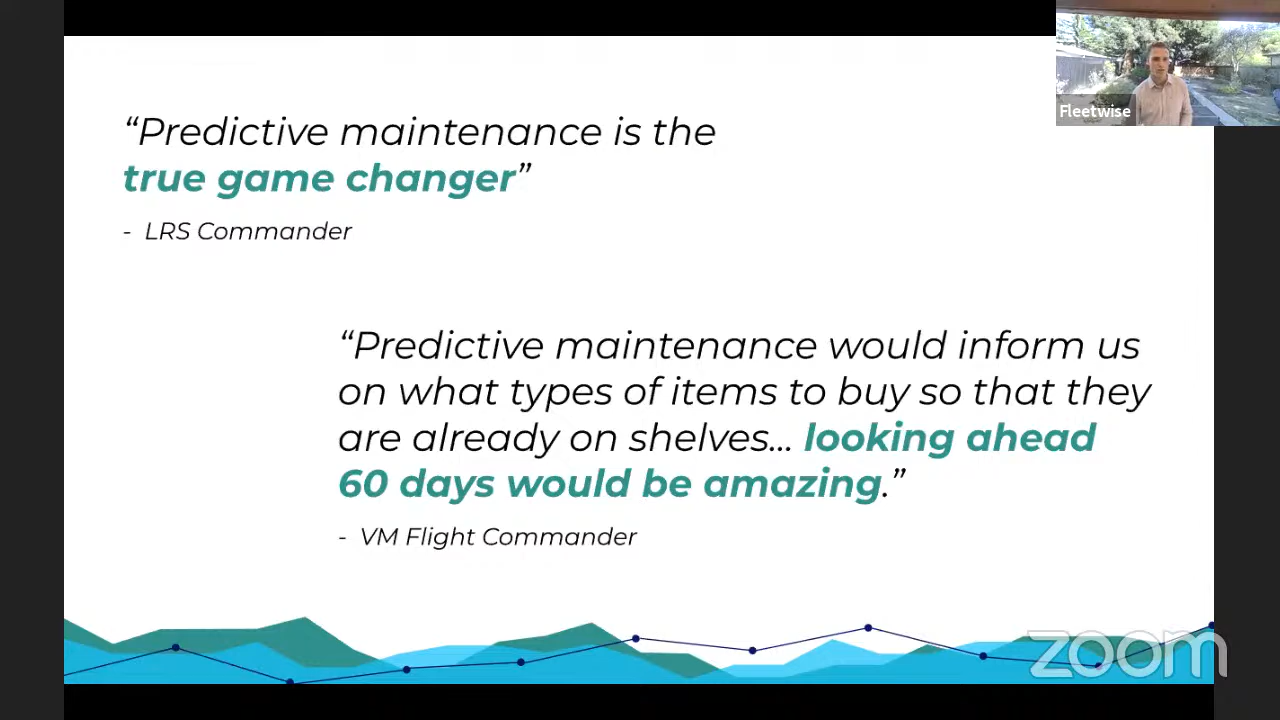 Fleetwise
“Predictive maintenance is the
true game changer”
- LRS Commander
“Predictive maintenance would inform us
on what types of items to buy so that they
are already on shelves... looking ahead
60 days would be amazing.”
- VM Flight Commander
zoom